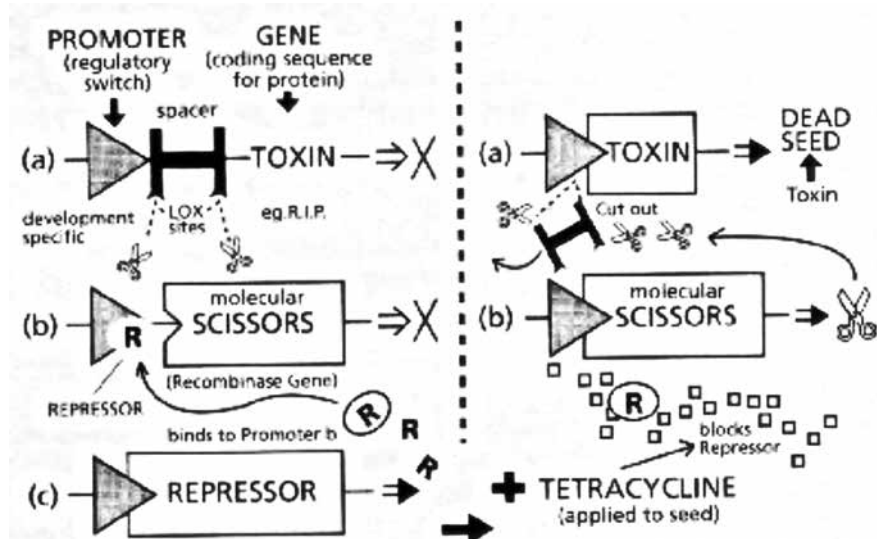 PROMOTER
(regulatory
switch)
GENE
(coding sequence
for protein)
spacer
(a)
TOXIN
X
development
specific
LOX
sites
eg.R.I.P.
(b)
R
molecular
SCISSORS
X
(Recombinase Gene)
REPRESSOR
R
R
binds to Promoter b
(c)
REPRESSOR
R
(a)
TOXIN
DEAD
SEED
Toxin
Cut out
(b)
molecular
SCISSORS
R
blocks
Repressor
+ TETRACYCLINE
(applied to seed)